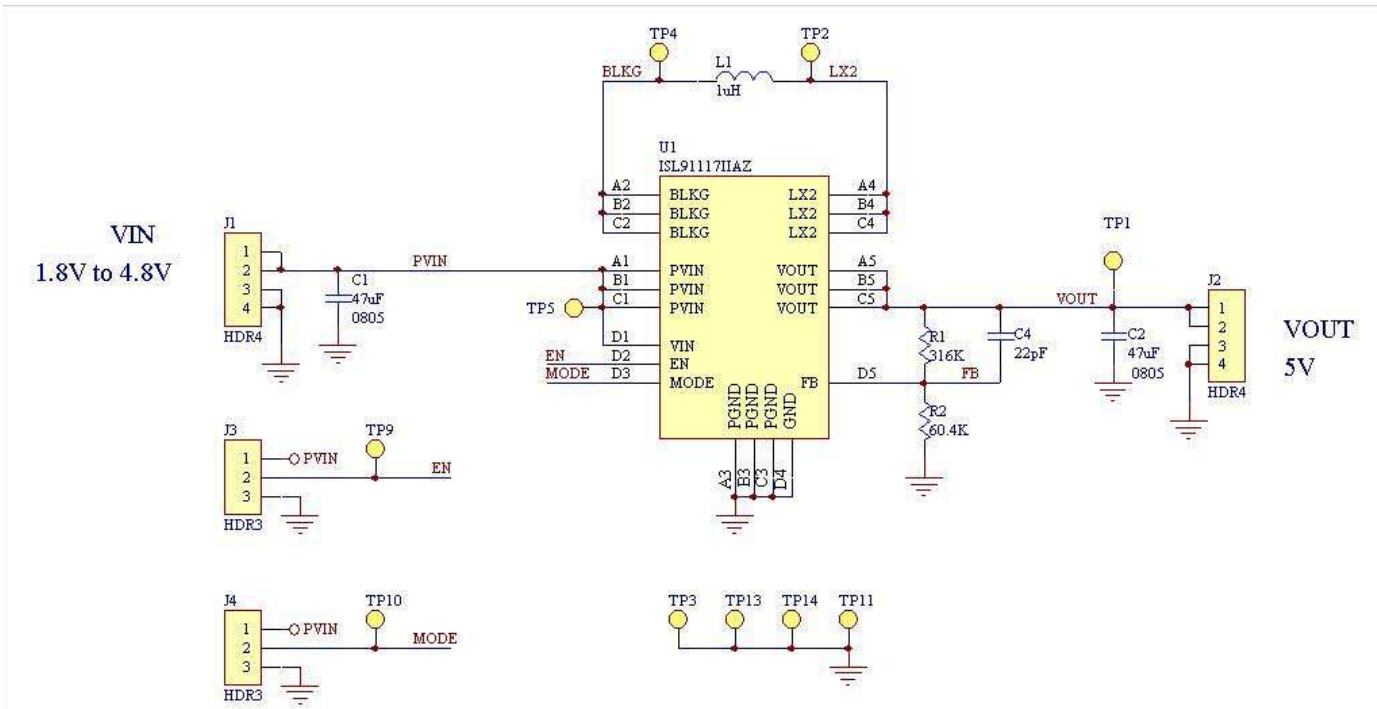 TP4
TP2
BLKG
L1
LX2
1uH
U1
ISL91117IIAZ
A2 BLKG LX2 A4
B2 BLKG LX2 B4
C2 BLKG LX2 C4
VIN
1.8V to 4.8V
J1
1
2
3
4
HDR4
PVIN
C1
47uF
0805
TP5
A1 PVIN VOUT A5
B1 PVIN VOUT B5
C1 PVIN VOUT C5
D1 VIN
EN D2 EN
MODE D3 MODE FB D5
PGND
PGND
PGND
GND
A3
B3
C3
D4
R1
316K
C4
22pF
FB
R2
60.4K
VOUT
TP1
C2
47uF
0805
J2
1
2
3
4
HDR4
VOUT
5V
J3
1 PVIN
2
3
HDR3
TP9
EN
J4
1 PVIN
2
3
HDR3
TP10
MODE
TP3 TP13 TP14 TP11